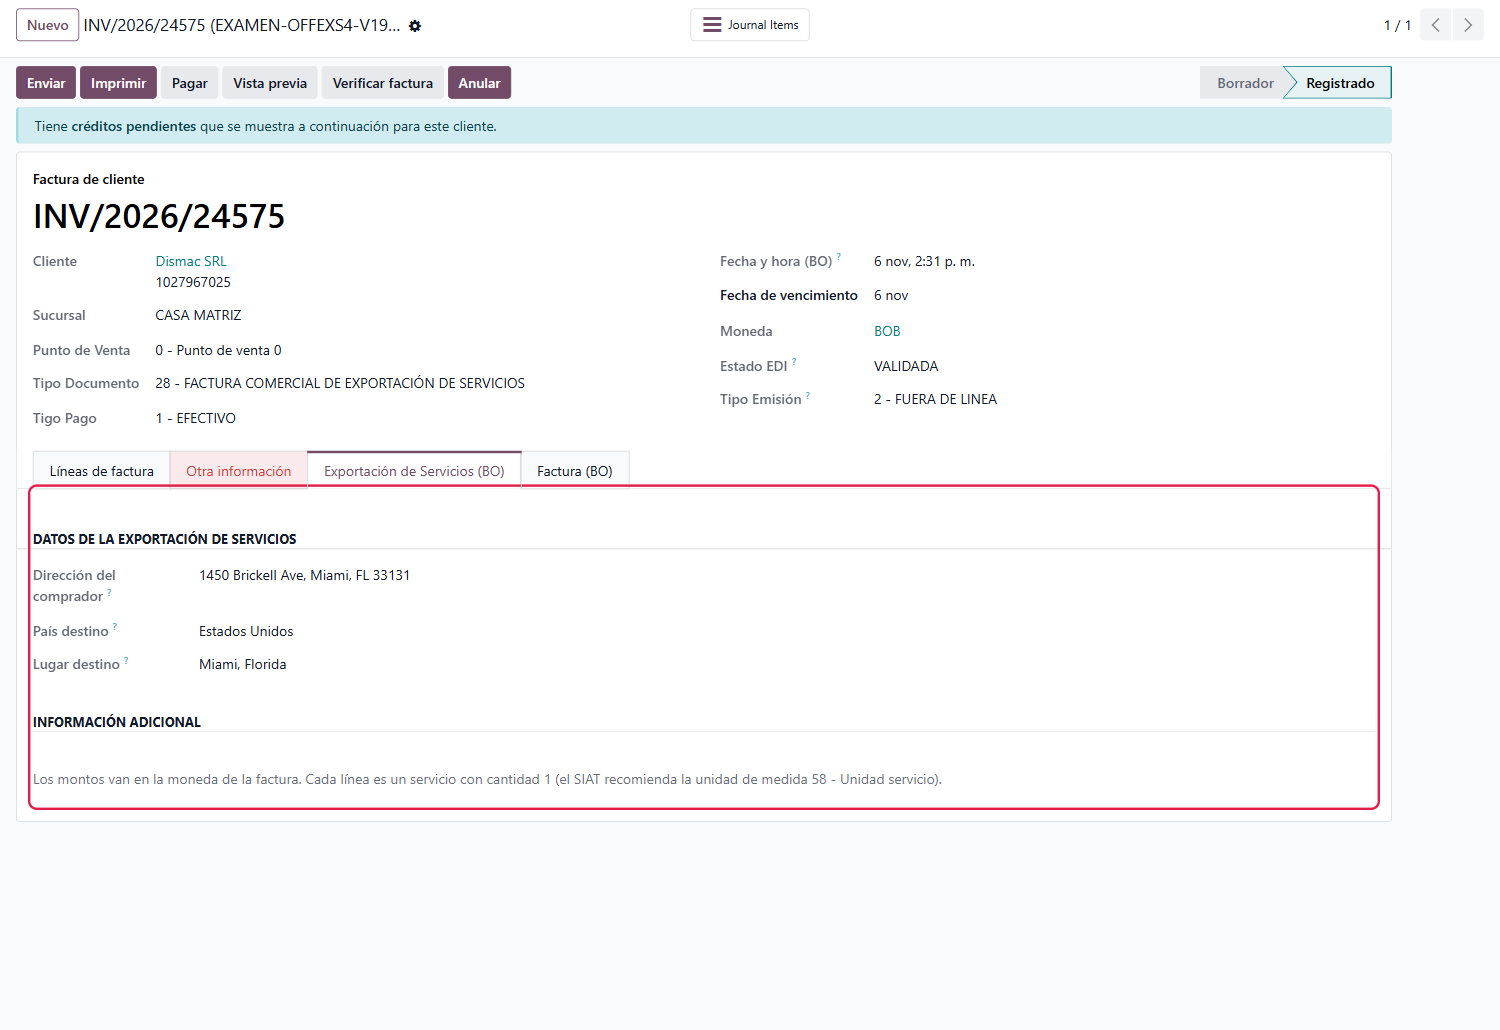 Nuevo INV/2026/24575 (EXAMEN-OFFEXS4-V19... Journal Items 1 / 1
Enviar Imprimir Pagar Vista previa Verificar factura Anular Borrador Registrado
Tiene créditos pendientes que se muestra a continuación para este cliente.
Factura de cliente
INV/2026/24575
Cliente Dismac SRL
1027967025
Sucursal CASA MATRIZ
Punto de Venta 0 - Punto de venta 0
Tipo Documento 28 - FACTURA COMERCIAL DE EXPORTACIÓN DE SERVICIOS
Tigo Pago 1 - EFECTIVO
Fecha y hora (BO) ? 6 nov, 2:31 p. m.
Fecha de vencimiento 6 nov
Moneda BOB
Estado EDI ? VALIDADA
Tipo Emisión ? 2 - FUERA DE LINEA
Líneas de factura Otra información Exportación de Servicios (BO) Factura (BO)
DATOS DE LA EXPORTACIÓN DE SERVICIOS
Dirección del comprador ? 1450 Brickell Ave, Miami, FL 33131
País destino ? Estados Unidos
Lugar destino ? Miami, Florida
INFORMACIÓN ADICIONAL
Los montos van en la moneda de la factura. Cada línea es un servicio con cantidad 1 (el SIAT recomienda la unidad de medida 58 - Unidad servicio).